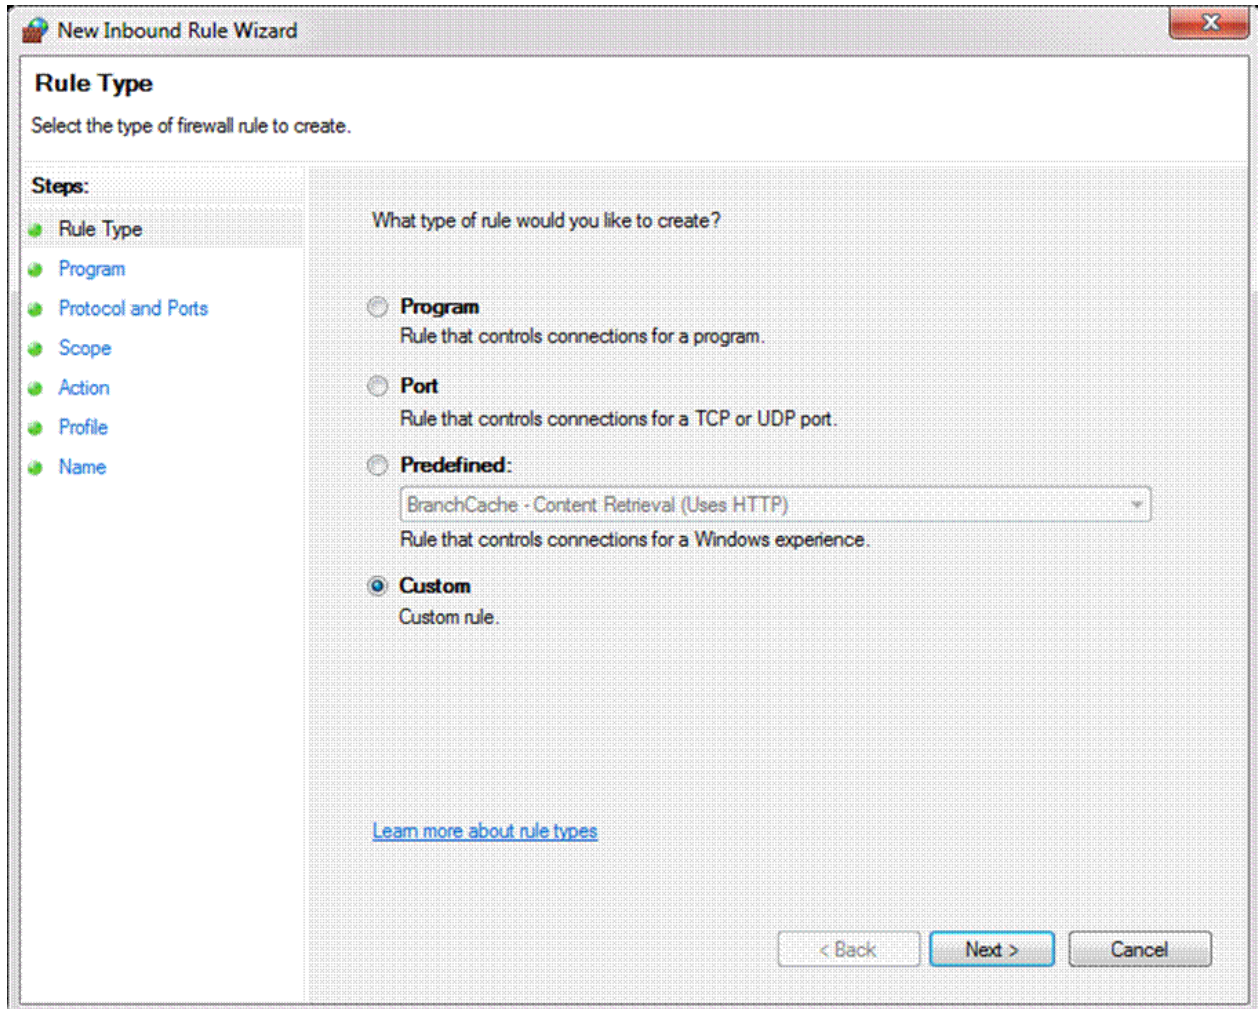 New Inbound Rule Wizard
Rule Type
Select the type of firewall rule to create.
Steps:
Rule Type
Program
Protocol and Ports
Scope
Action
Profile
Name
What type of rule would you like to create?
Program
Rule that controls connections for a program.
Port
Rule that controls connections for a TCP or UDP port.
Predefined:
BranchCache - Content Retrieval (Uses HTTP)
Rule that controls connections for a Windows experience.
Custom
Custom rule.
Learn more about rule types
< Back
Next >
Cancel